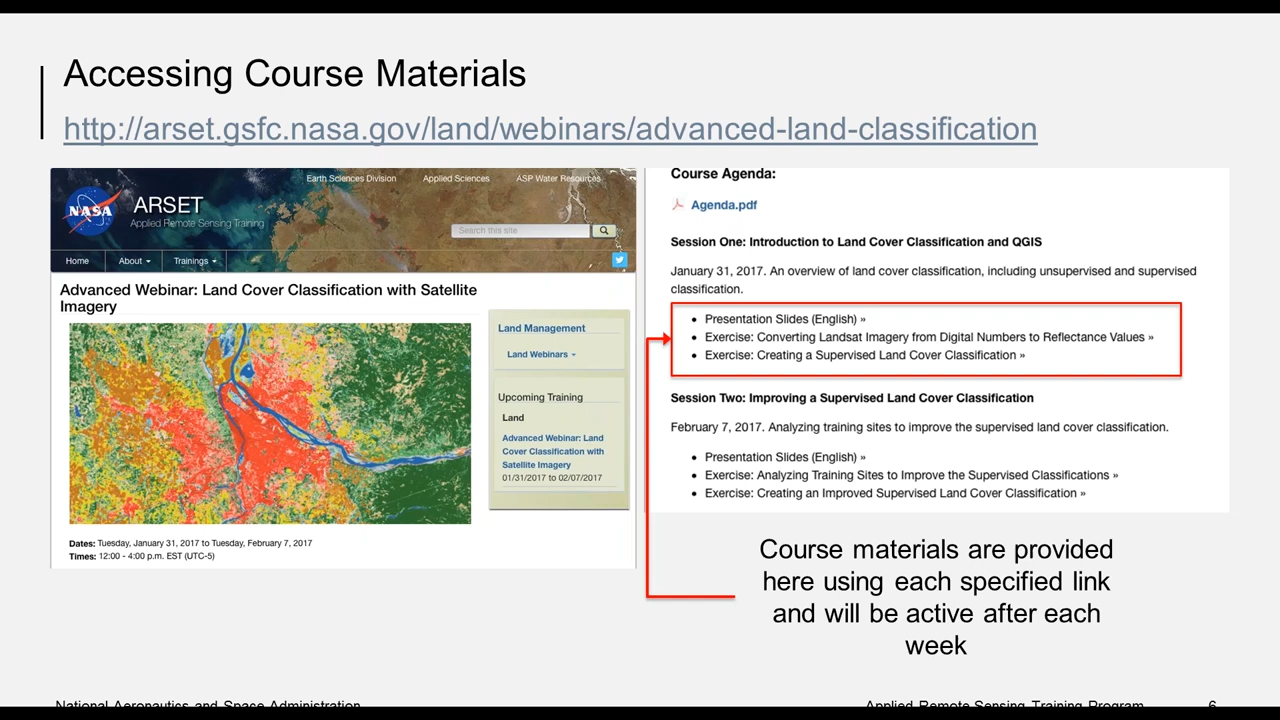 Accessing Course Materials
http://arset.gsfc.nasa.gov/land/webinars/advanced-land-classification
Earth Sciences Division Applied Sciences ASP Water Resources
NASA
ARSET
Applied Remote Sensing Training
Search this site
Home About Trainings
Advanced Webinar: Land Cover Classification with Satellite
Imagery
Land Management
Land Webinars
Upcoming Training
Land
Advanced Webinar: Land
Cover Classification with
Satellite Imagery
01/31/2017 to 02/07/2017
Dates: Tuesday, January 31, 2017 to Tuesday, February 7, 2017
Times: 12:00 - 4:00 p.m. EST (UTC-5)
Course Agenda:
Agenda.pdf
Session One: Introduction to Land Cover Classification and QGIS
January 31, 2017. An overview of land cover classification, including unsupervised and supervised
classification.
• Presentation Slides (English) »
• Exercise: Converting Landsat Imagery from Digital Numbers to Reflectance Values »
• Exercise: Creating a Supervised Land Cover Classification »
Session Two: Improving a Supervised Land Cover Classification
February 7, 2017. Analyzing training sites to improve the supervised land cover classification.
• Presentation Slides (English) »
• Exercise: Analyzing Training Sites to Improve the Supervised Classifications »
• Exercise: Creating an Improved Supervised Land Cover Classification »
Course materials are provided
here using each specified link
and will be active after each
week
National Aeronautics and Space Administration Applied Remote Sensing Training Program 6